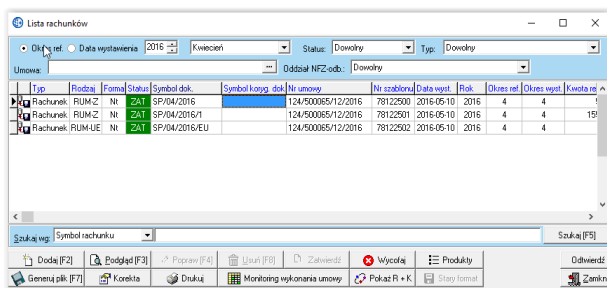 Lista rachunków
Okres ref. Data wystawienia 2016 Kwiecień Status: Dowolny Typ: Dowolny
Umowa: ... Oddział NFZ-odb.: Dowolny
Typ Rodzaj Forma Status Symbol dok. Symbol koryg. dok Nr umowy Nr szablonu Data wyst. Rok Okres ref. Okres wyst. Kwota re
Rachunek RUM-Z Nt ZAT SP/04/2016 124/500065/12/2016 78122500 2016-05-10 2016 4 4
Rachunek RUM-Z Nt ZAT SP/04/2016/1 124/500065/12/2016 78122501 2016-05-10 2016 4 4
Rachunek RUM-UE Nt ZAT SP/04/2016/EU 124/500065/12/2016 78122502 2016-05-10 2016 4 4
Szukaj wg: Symbol rachunku Szukaj [F5]
Dodaj [F2] Podgląd [F3] Popraw [F4] Usuń [F8] Zatwierdź Wycofaj Produkty Odtwierdź
Generuj plik [F7] Korekta Drukuj Monitoring wykonania umowy Pokaż R + K Stary format Zamkn